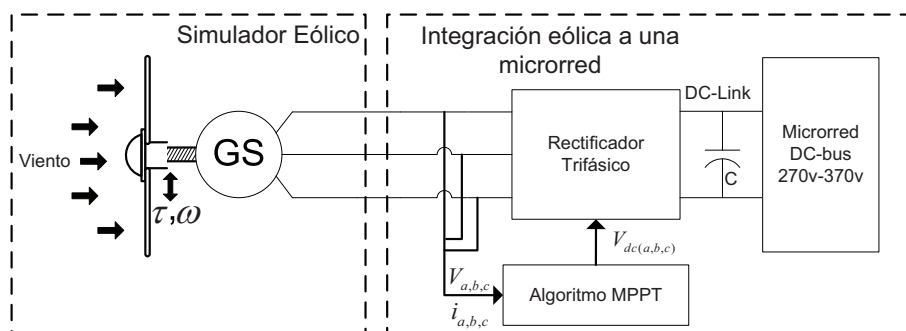 Simulador Eólico
Integración eólica a una
microrred
Viento
GS
τ,ω
Rectificador
Trifásico
DC-Link
C
Microrred
DC-bus
270v-370v
V_{dc(a,b,c)}
V_{a,b,c}
i_{a,b,c}
Algoritmo MPPT